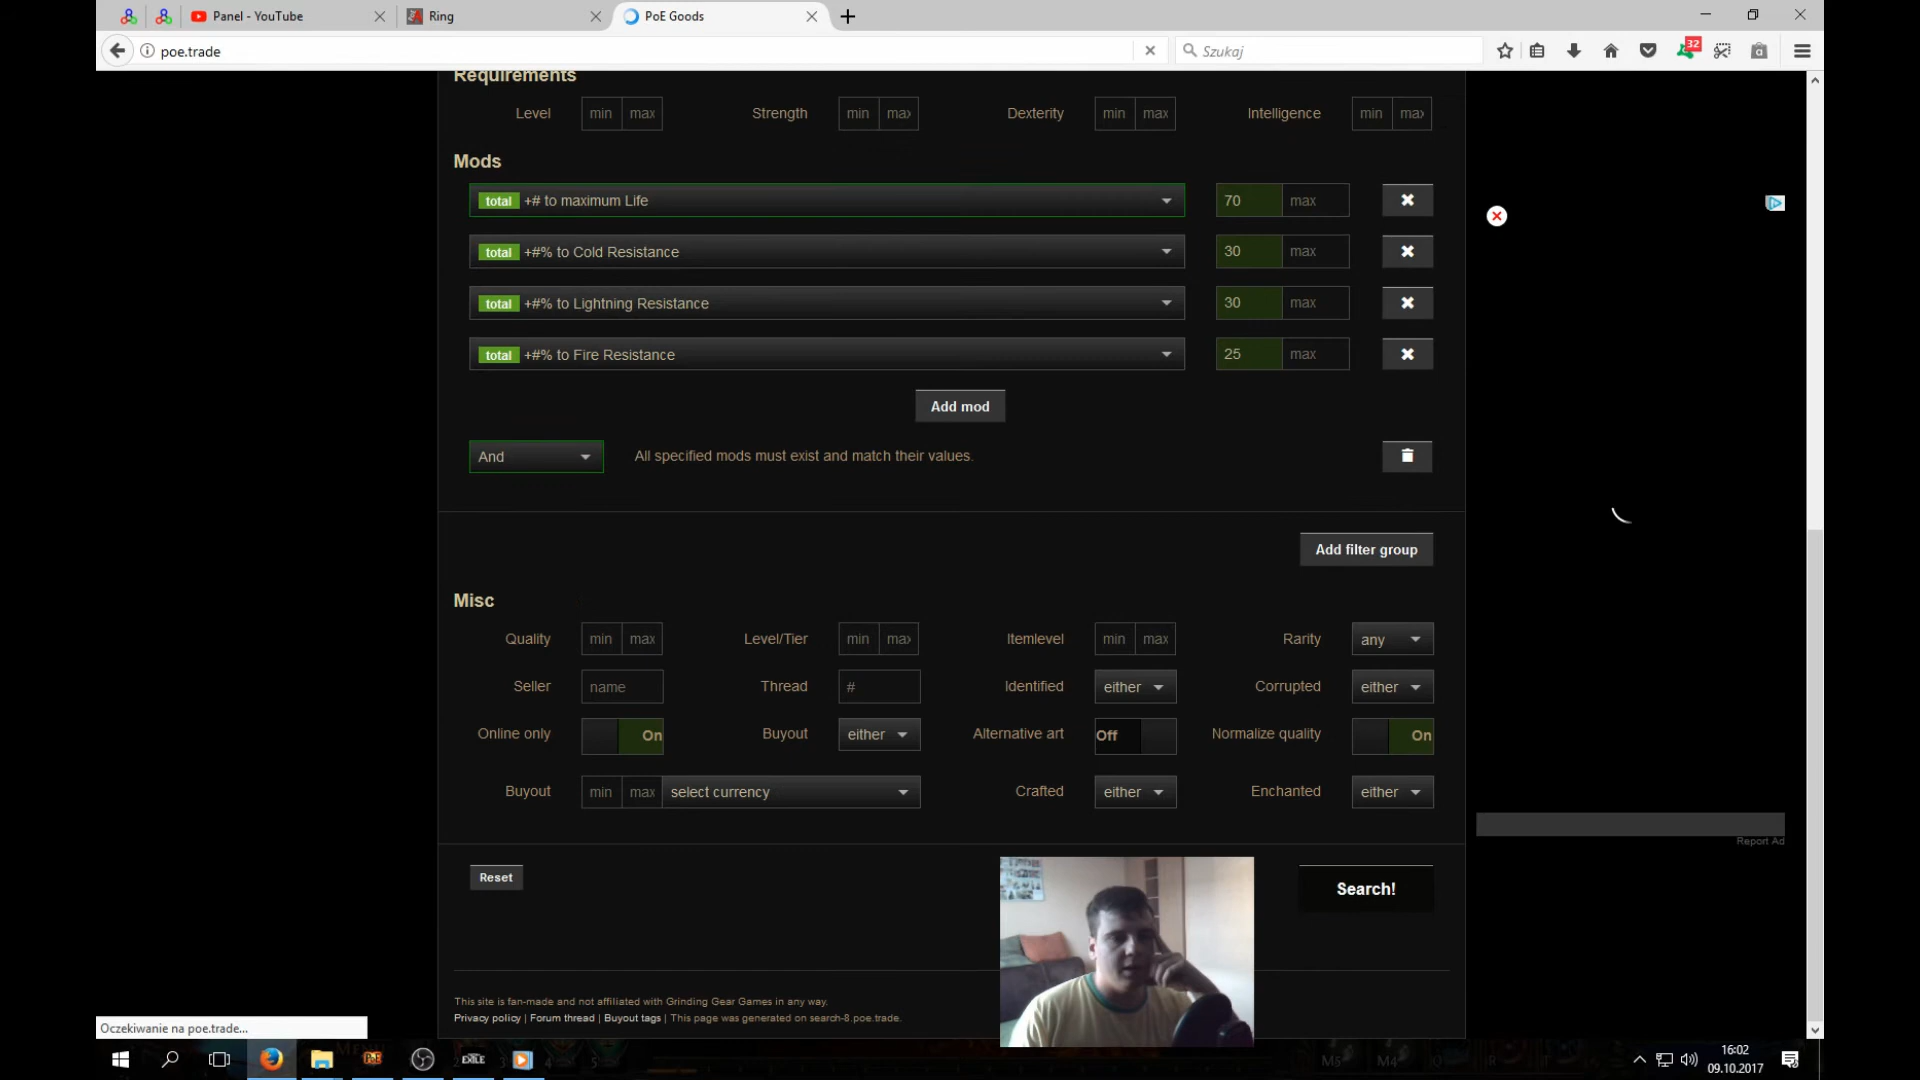 Panel - YouTube
Ring
PoE Goods
poe.trade
Szukaj
32
Requirements
Level min max Strength min max Dexterity min max Intelligence min max
Mods
total +# to maximum Life 70 max
total +#% to Cold Resistance 30 max
total +#% to Lightning Resistance 30 max
total +#% to Fire Resistance 25 max
Add mod
And All specified mods must exist and match their values.
Add filter group
Misc
Quality min max Level/Tier min max Itemlevel min max Rarity any
Seller name Thread # Identified either Corrupted either
Online only On Buyout either Alternative art Off Normalize quality On
Buyout min max select currency Crafted either Enchanted either
Report Ad
Reset
Search!
This site is fan-made and not affiliated with Grinding Gear Games in any way.
Privacy policy | Forum thread | Buyout tags | This page was generated on search-8.poe.trade.
Oczekiwanie na poe.trade...
EXILE
16:02
09.10.2017